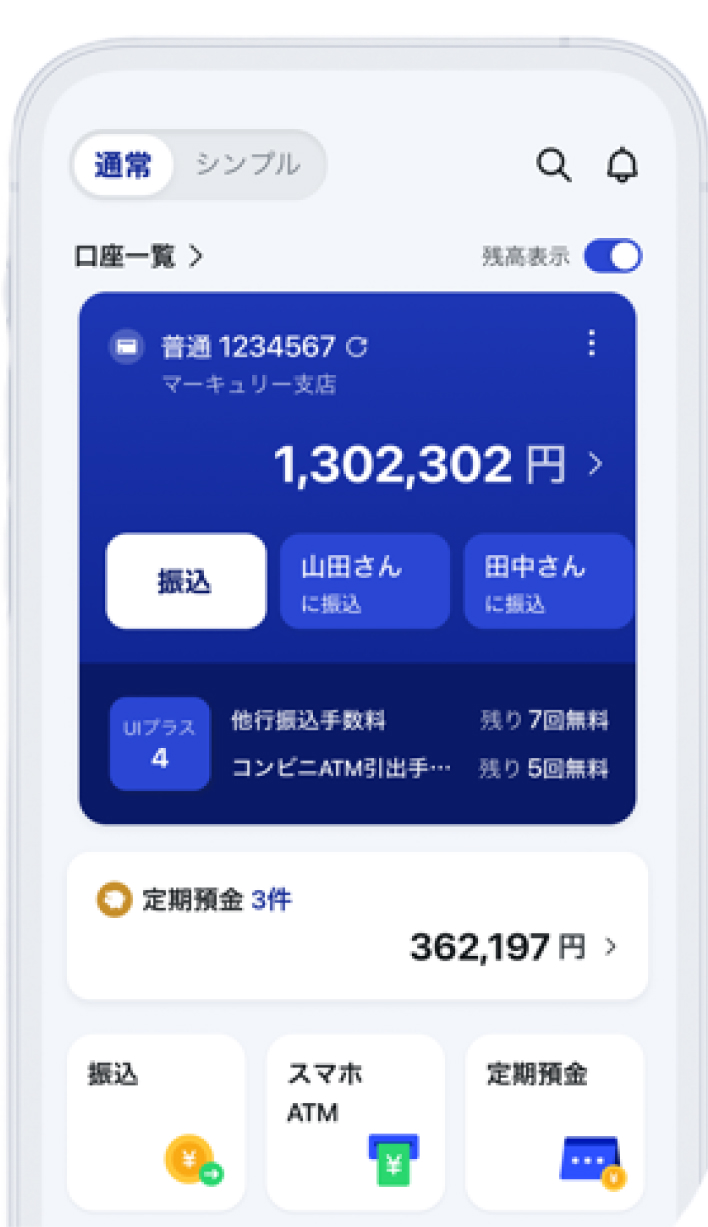 通常 シンプル
口座一覧 残高表示
普通 1234567
マーキュリー支店
1,302,302 円
振込 山田さん 田中さん
に振込 に振込
UIプラス 他行振込手数料 残り 7回無料
4 コンビニATM引出手… 残り 5回無料
定期預金 3件
362,197 円
振込 スマホ 定期預金
ATM
¥ ¥ ¥